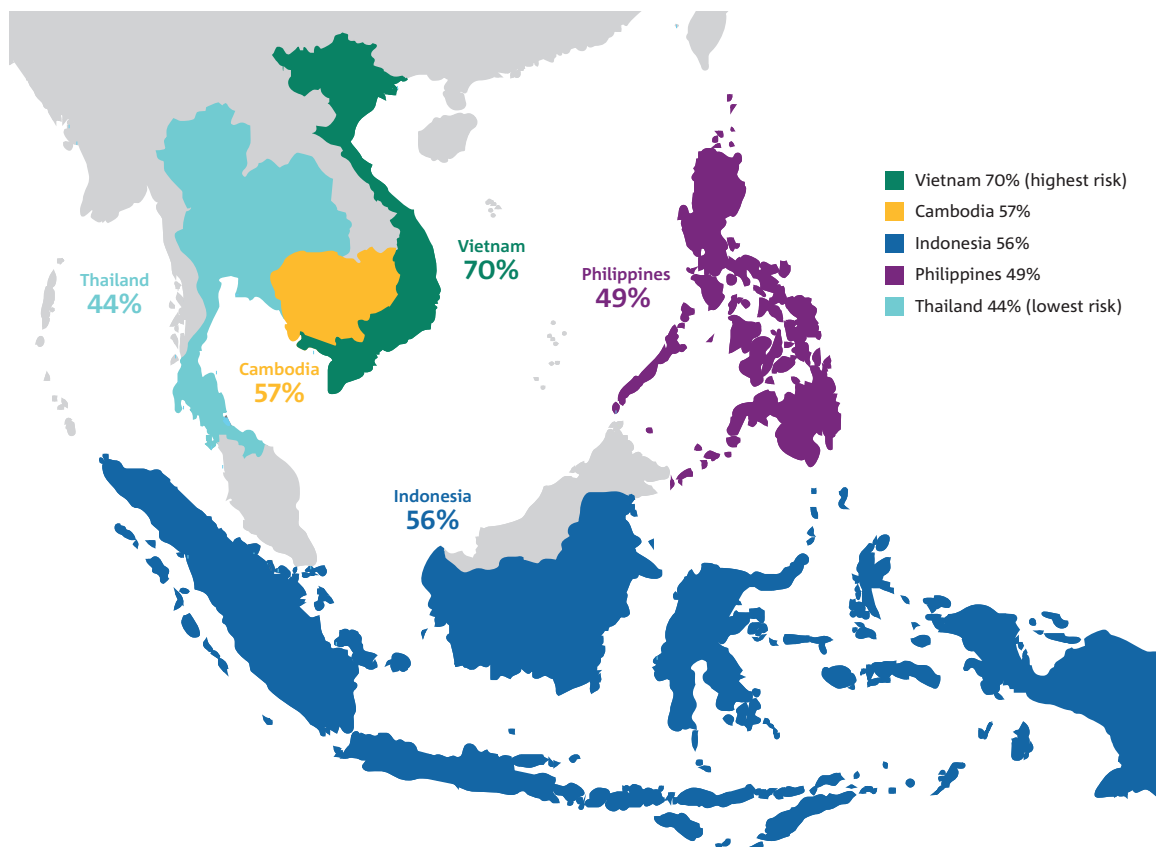 Vietnam 70% (highest risk)
Cambodia 57%
Indonesia 56%
Philippines 49%
Thailand 44% (lowest risk)
Vietnam
70%
Philippines
49%
Thailand
44%
Cambodia
57%
Indonesia
56%